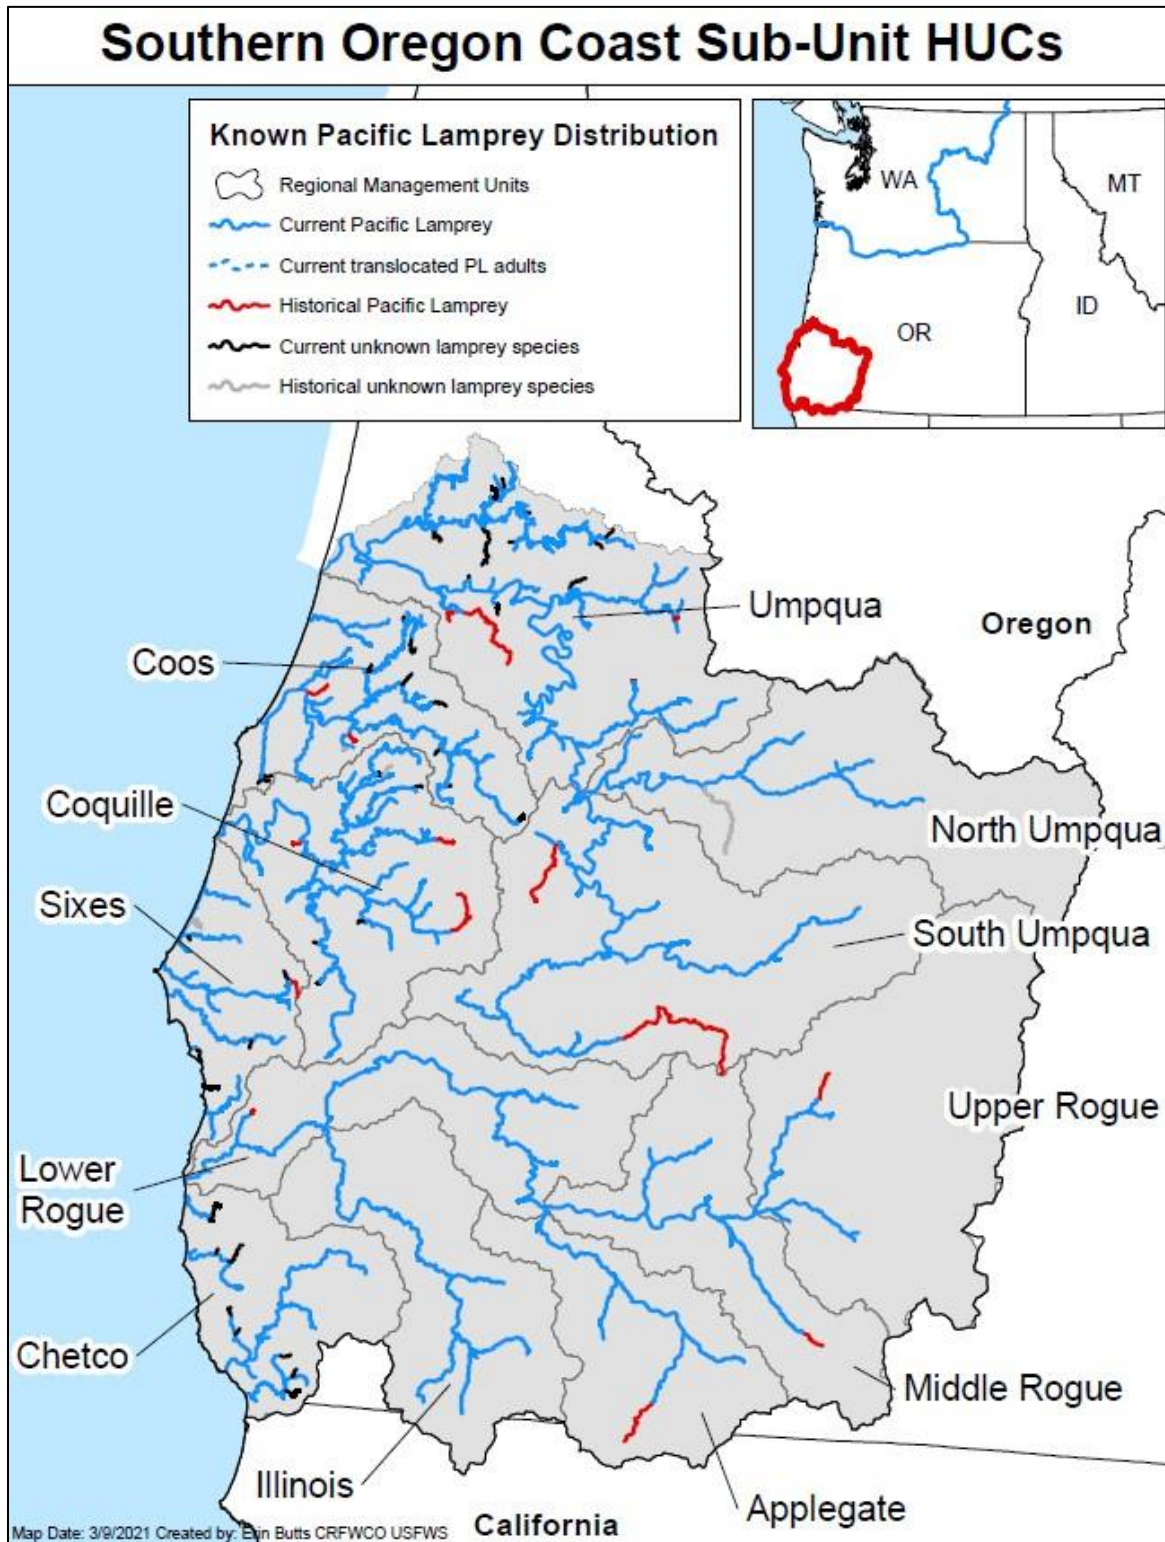 Southern Oregon Coast Sub-Unit HUCs
Known Pacific Lamprey Distribution
Regional Management Units
Current Pacific Lamprey
Current translocated PL adults
Historical Pacific Lamprey
Current unknown lamprey species
Historical unknown lamprey species
WA
MT
ID
OR
Umpqua
Oregon
Coos
Coquille
North Umpqua
Sixes
South Umpqua
Upper Rogue
Lower
Rogue
Chetco
Middle Rogue
Illinois
Applegate
California
Map Date: 3/9/2021 Created by: Erin Butts CRFWCO USFWS